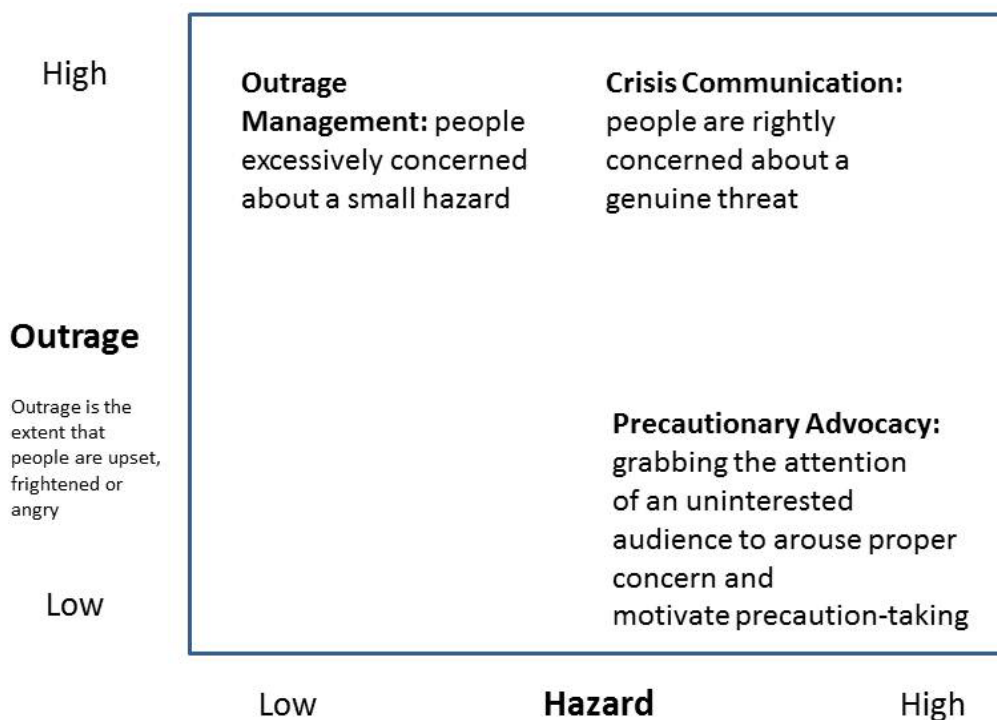 High
Outrage
Management: people
excessively concerned
about a small hazard
Crisis Communication:
people are rightly
concerned about a
genuine threat
Outrage
Outrage is the
extent that
people are upset,
frightened or
angry
Precautionary Advocacy:
grabbing the attention
of an uninterested
audience to arouse proper
concern and
motivate precaution-taking
Low
Low
Hazard
High